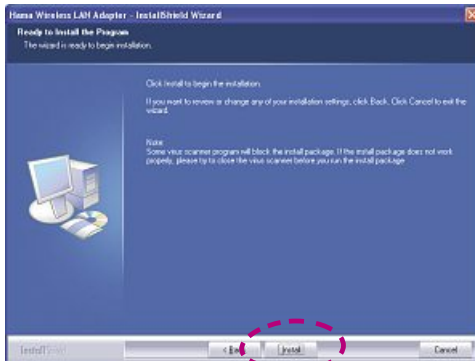 Hama Wireless LAN Adapter - InstallShield Wizard
Ready to Install the Program
The wizard is ready to begin installation.
Click Install to begin the installation.
If you want to review or change any of your installation settings, click Back. Click Cancel to exit the
wizard.
Note:
Some virus scanner program will block the install package. If the install package does not work
properly, please try to close the virus scanner before you run the install package
InstallShield
< Back
Install
Cancel